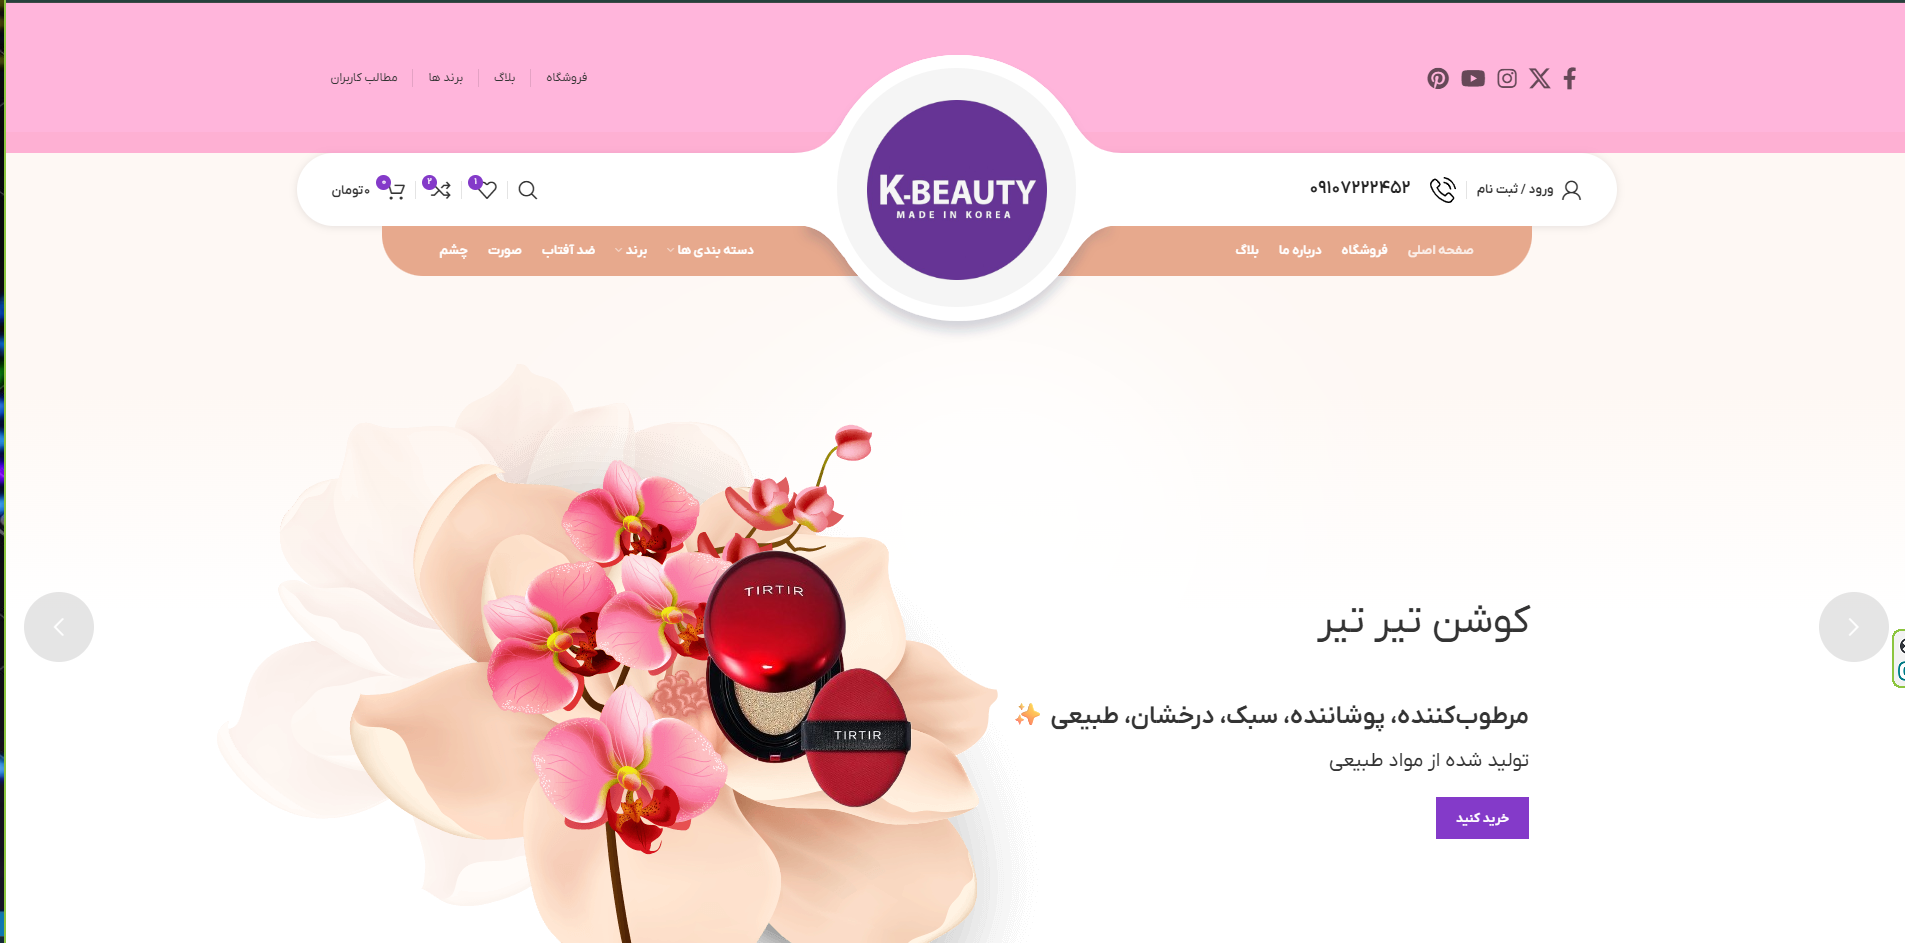 فروشگاه
بلاگ
برند ها
مطالب کاربران
ورود / ثبت نام
۰۹۱۰۷۲۲۲۴۵۲
K-BEAUTY
MADE IN KOREA
۱
۲
۰
۰تومان
صفحه اصلی
فروشگاه
درباره ما
بلاگ
دسته بندی ها
برند
ضد آفتاب
صورت
چشم
TIRTIR
TIRTIR
کوشن تیر تیر
مرطوب‌کننده، پوشاننده، سبک، درخشان، طبیعی ✨
تولید شده از مواد طبیعی
خرید کنید